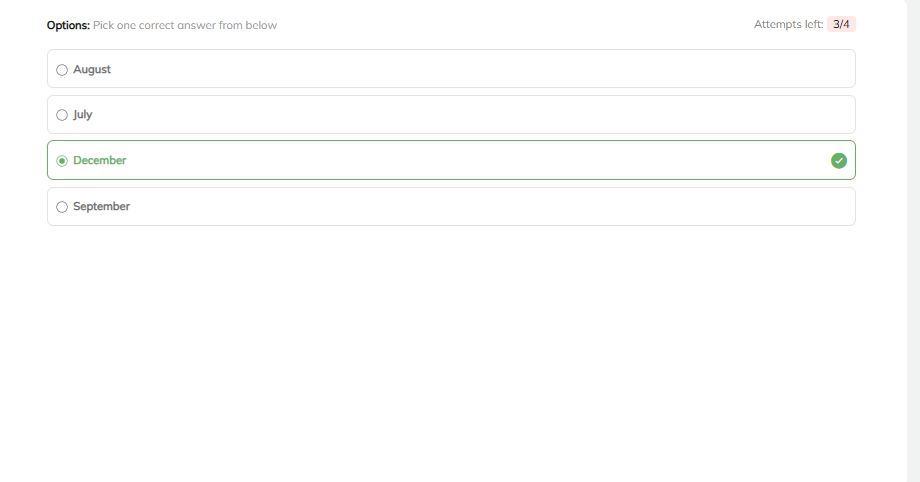 Options: Pick one correct answer from below
Attempts left: 3/4
August
July
December
September